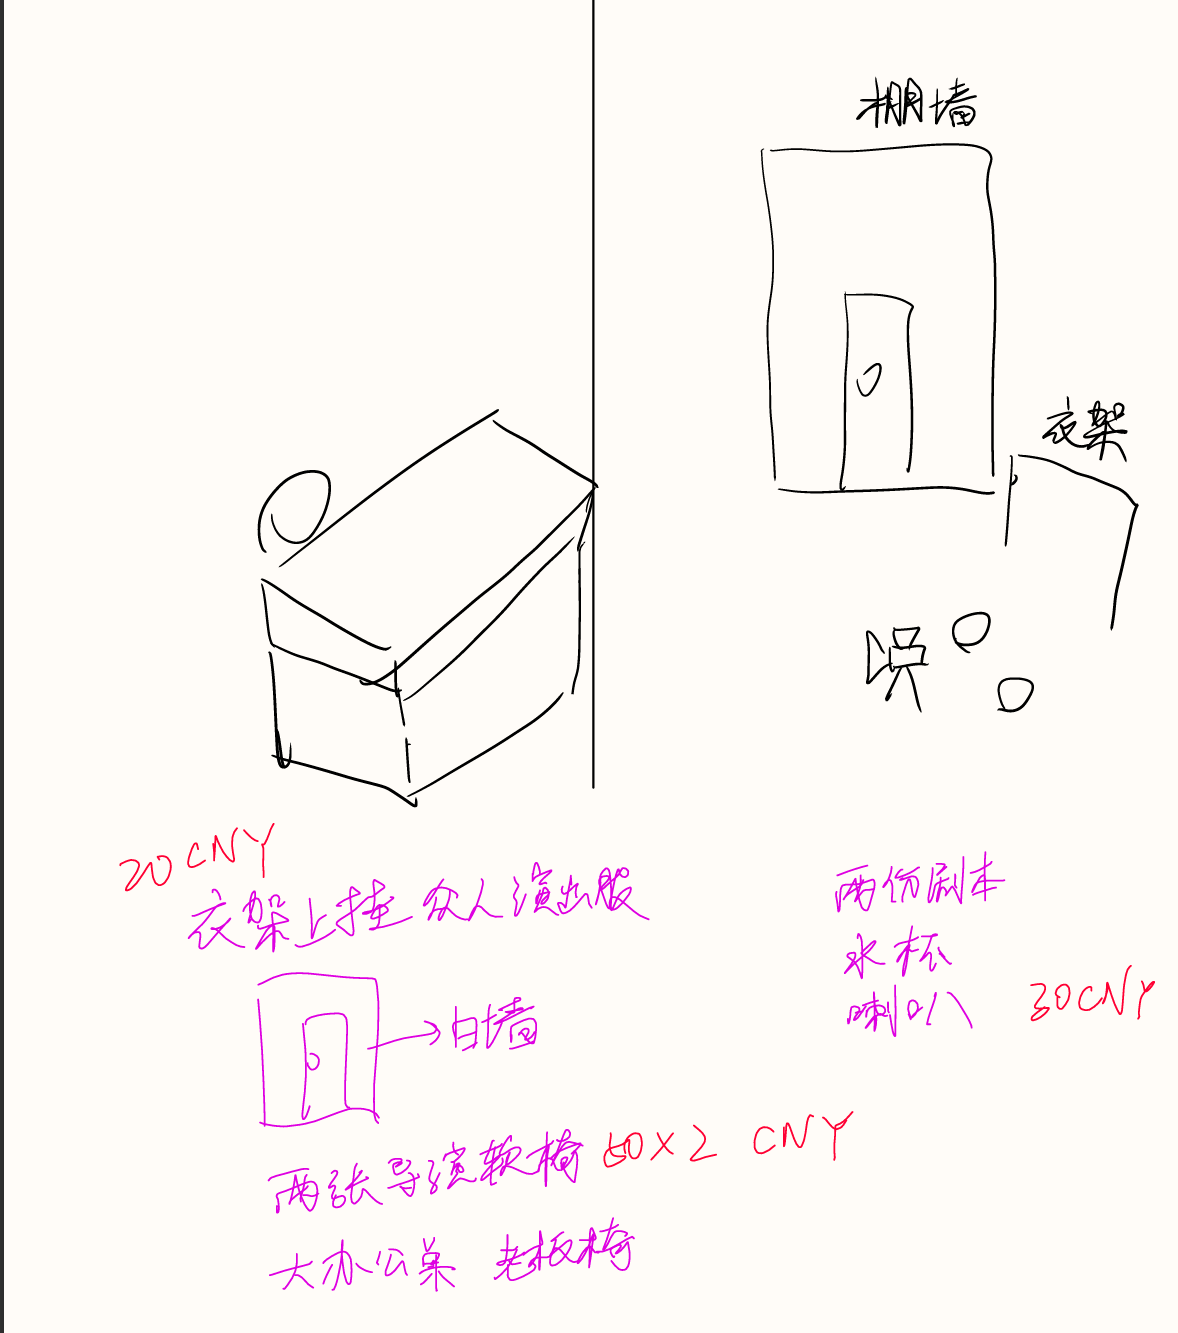 棚墙
衣架
20 CNY
衣架上挂众人演出服
两份剧本
水杯
喇叭 30CNY
白墙
两张导演软椅 60×2 CNY
大办公桌 老板椅